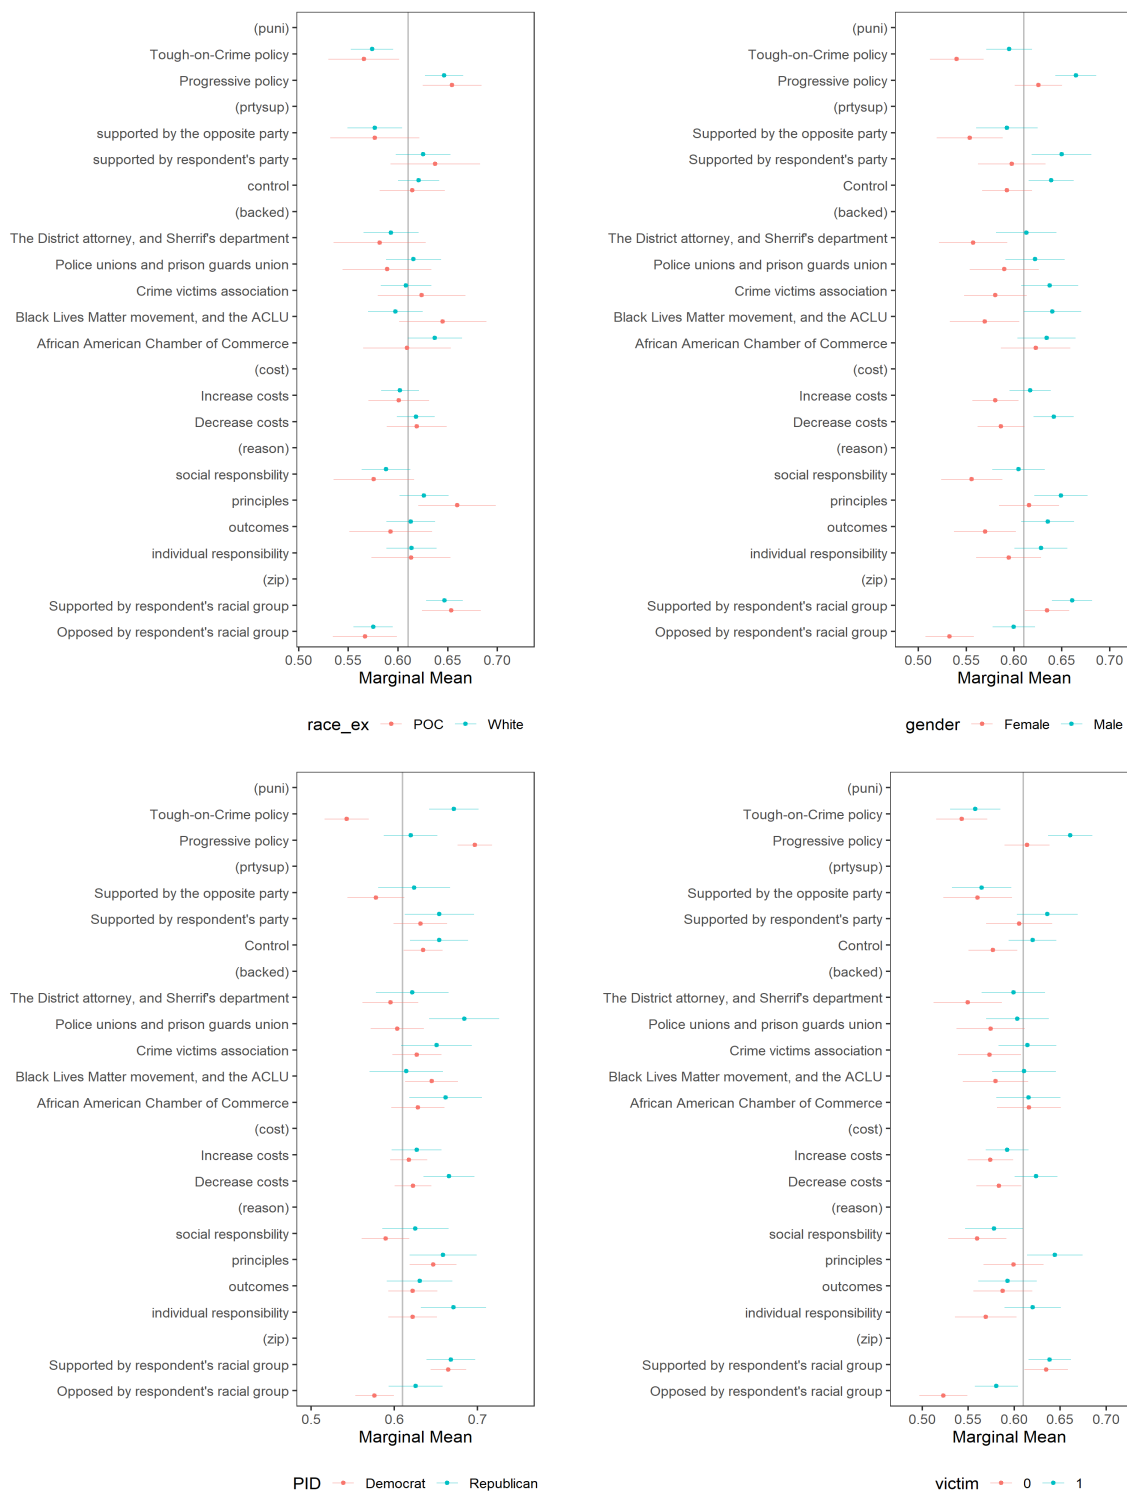 (puni)
Tough-on-Crime policy
Progressive policy
(prtysup)
supported by the opposite party
supported by respondent's party
control
(backed)
The District attorney, and Sherrif's department
Police unions and prison guards union
Crime victims association
Black Lives Matter movement, and the ACLU
African American Chamber of Commerce
(cost)
Increase costs
Decrease costs
(reason)
social responsbility
principles
outcomes
individual responsibility
(zip)
Supported by respondent's racial group
Opposed by respondent's racial group
0.50 0.55 0.60 0.65 0.70
Marginal Mean
race_ex POC White
(puni)
Tough-on-Crime policy
Progressive policy
(prtysup)
Supported by the opposite party
Supported by respondent's party
Control
(backed)
The District attorney, and Sherrif's department
Police unions and prison guards union
Crime victims association
Black Lives Matter movement, and the ACLU
African American Chamber of Commerce
(cost)
Increase costs
Decrease costs
(reason)
social responsbility
principles
outcomes
individual responsibility
(zip)
Supported by respondent's racial group
Opposed by respondent's racial group
0.50 0.55 0.60 0.65 0.70
Marginal Mean
gender Female Male
(puni)
Tough-on-Crime policy
Progressive policy
(prtysup)
Supported by the opposite party
Supported by respondent's party
Control
(backed)
The District attorney, and Sherrif's department
Police unions and prison guards union
Crime victims association
Black Lives Matter movement, and the ACLU
African American Chamber of Commerce
(cost)
Increase costs
Decrease costs
(reason)
social responsbility
principles
outcomes
individual responsibility
(zip)
Supported by respondent's racial group
Opposed by respondent's racial group
0.5 0.6 0.7
Marginal Mean
PID Democrat Republican
(puni)
Tough-on-Crime policy
Progressive policy
(prtysup)
Supported by the opposite party
Supported by respondent's party
Control
(backed)
The District attorney, and Sherrif's department
Police unions and prison guards union
Crime victims association
Black Lives Matter movement, and the ACLU
African American Chamber of Commerce
(cost)
Increase costs
Decrease costs
(reason)
social responsbility
principles
outcomes
individual responsibility
(zip)
Supported by respondent's racial group
Opposed by respondent's racial group
0.50 0.55 0.60 0.65 0.70
Marginal Mean
victim 0 1